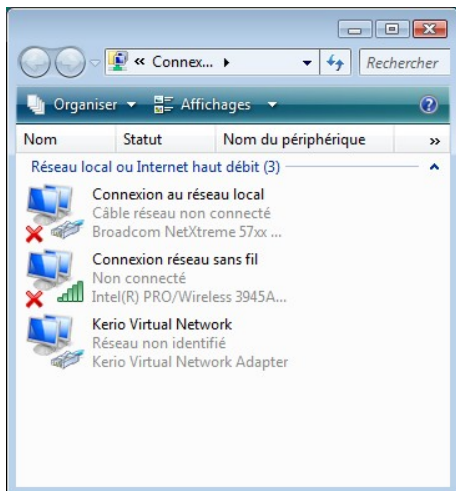 « Connex...
Rechercher
Organiser
Affichages
Nom Statut Nom du périphérique »
Réseau local ou Internet haut débit (3)
Connexion au réseau local
Câble réseau non connecté
Broadcom NetXtreme 57xx ...
Connexion réseau sans fil
Non connecté
Intel(R) PRO/Wireless 3945A...
Kerio Virtual Network
Réseau non identifié
Kerio Virtual Network Adapter